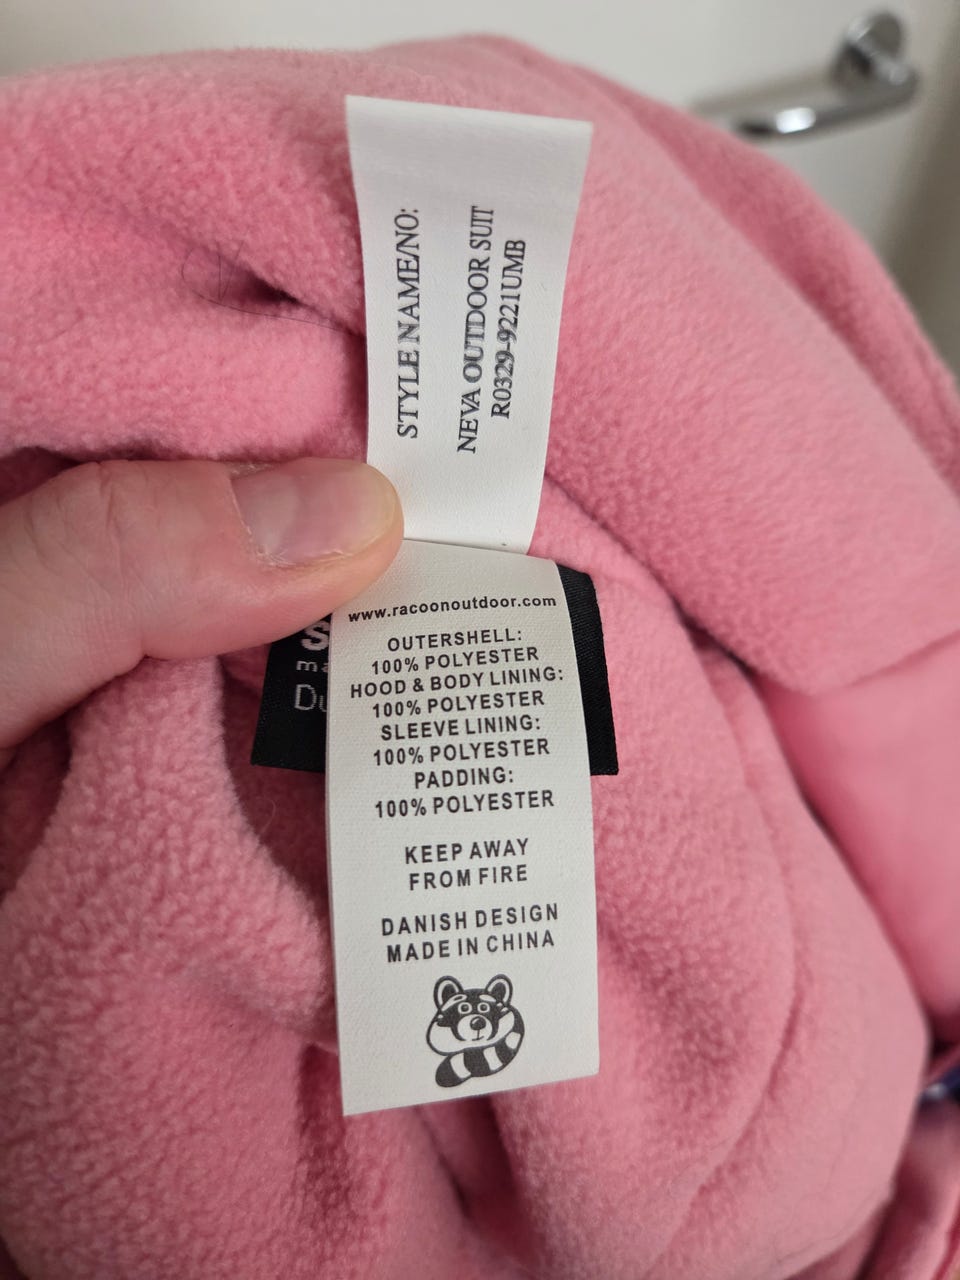 STYLE NAME/NO:
NEVA OUTDOOR SUIT
R0329-9221UMB
www.racoonoutdoor.com
OUTERSHELL:
100% POLYESTER
HOOD & BODY LINING:
100% POLYESTER
SLEEVE LINING:
100% POLYESTER
PADDING:
100% POLYESTER
KEEP AWAY
FROM FIRE
DANISH DESIGN
MADE IN CHINA